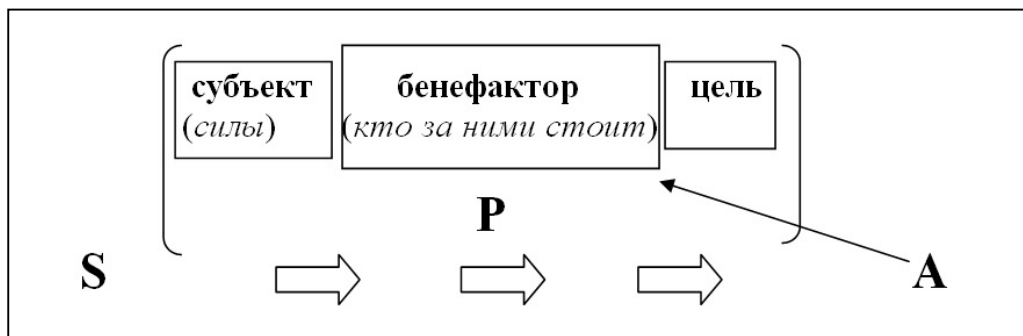 субъект
(силы)
бенефактор
(кто за ними стоит)
цель
P
S
A